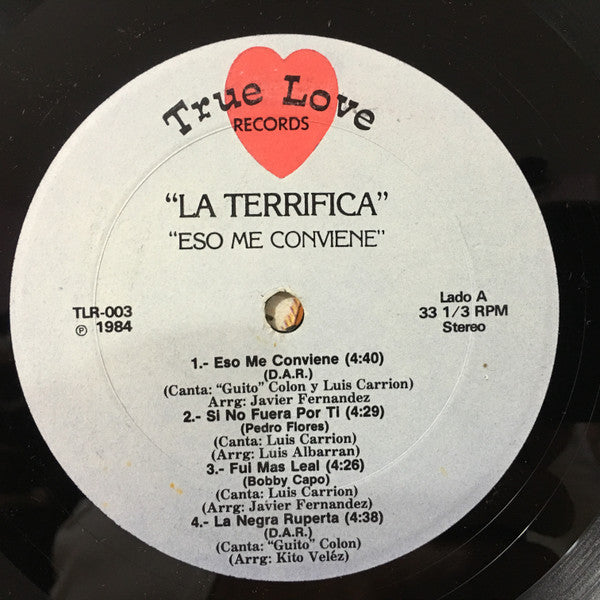 True Love
RECORDS
"LA TERRIFICA"
"ESO ME CONVIENE"
TLR-003
℗ 1984
Lado A
33 1/3 RPM
Stereo
1.- Eso Me Conviene (4:40)
(D.A.R.)
(Canta: "Guito" Colon y Luis Carrion)
Arrg: Javier Fernandez
2.- Si No Fuera Por Ti (4:29)
(Pedro Flores)
(Canta: Luis Carrion)
(Arrg: Luis Albarran)
3.- Fui Mas Leal (4:26)
(Bobby Capo)
(Canta: Luis Carrion)
(Arrg: Javier Fernandez)
4.- La Negra Ruperta (4:38)
(D.A.R.)
(Canta: "Guito" Colon)
(Arrg: Kito Veléz)